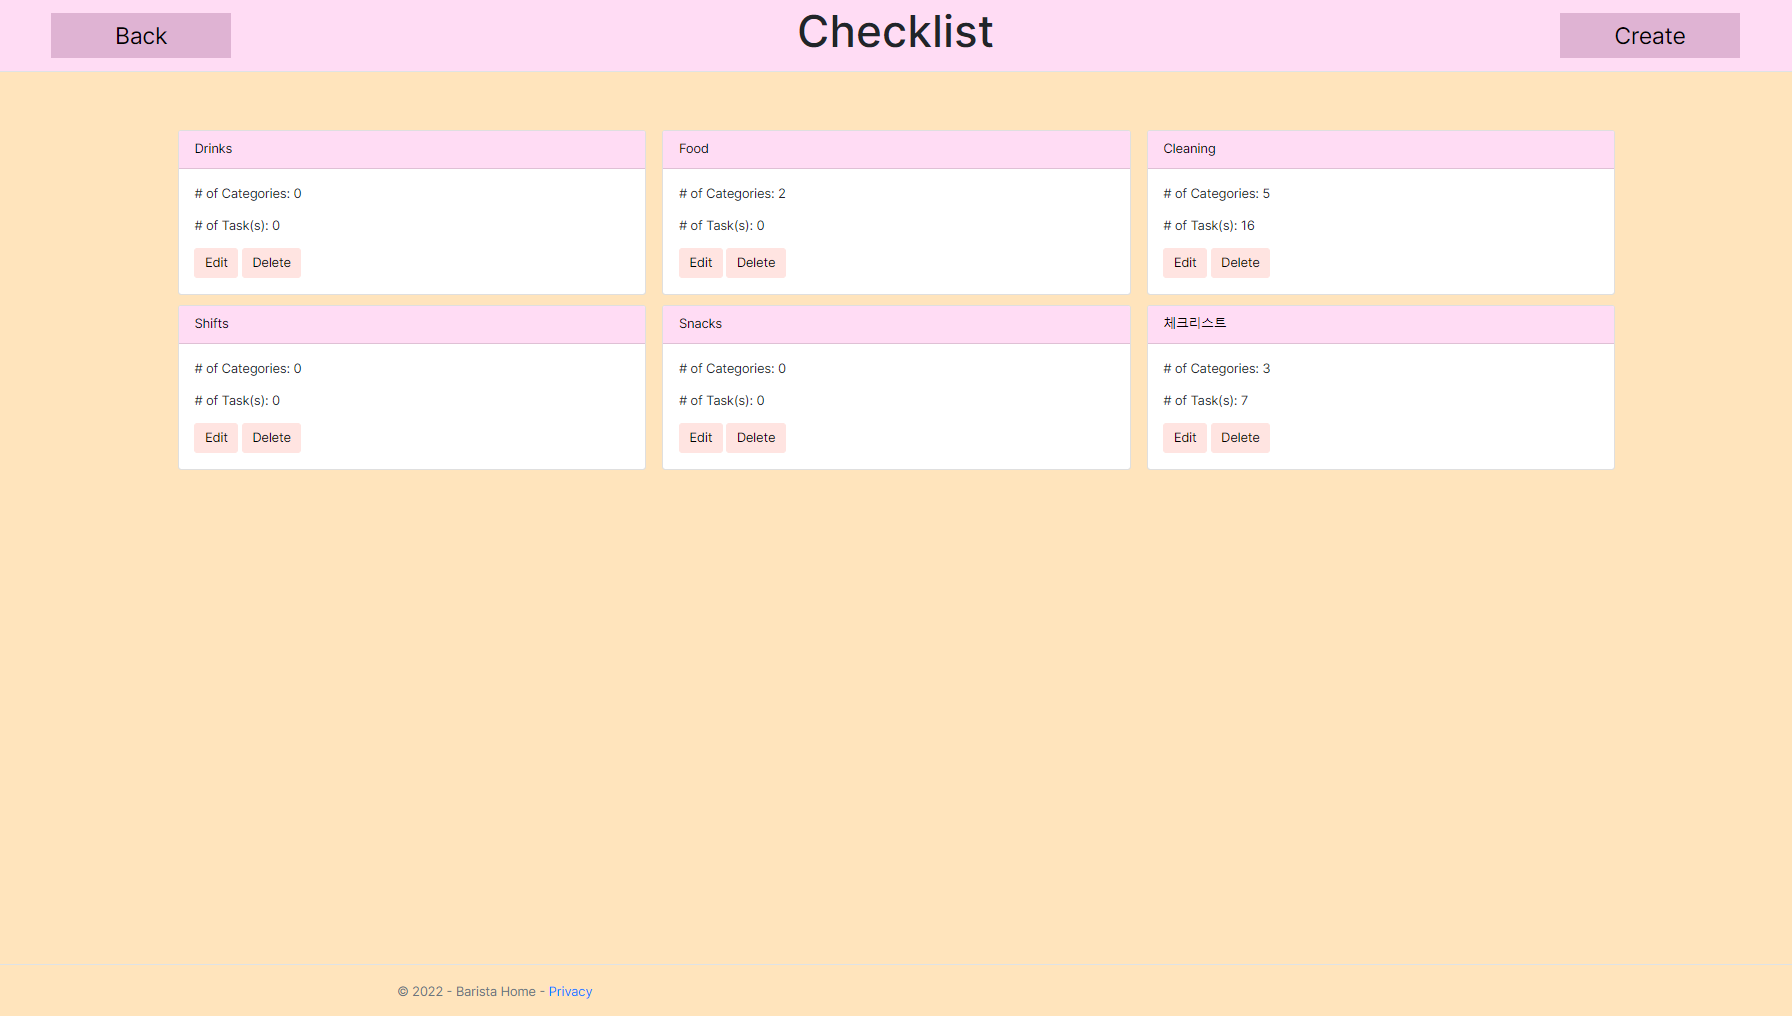 Back
Checklist
Create
Drinks
# of Categories: 0
# of Task(s): 0
Edit Delete
Food
# of Categories: 2
# of Task(s): 0
Edit Delete
Cleaning
# of Categories: 5
# of Task(s): 16
Edit Delete
Shifts
# of Categories: 0
# of Task(s): 0
Edit Delete
Snacks
# of Categories: 0
# of Task(s): 0
Edit Delete
체크리스트
# of Categories: 3
# of Task(s): 7
Edit Delete
© 2022 - Barista Home - Privacy